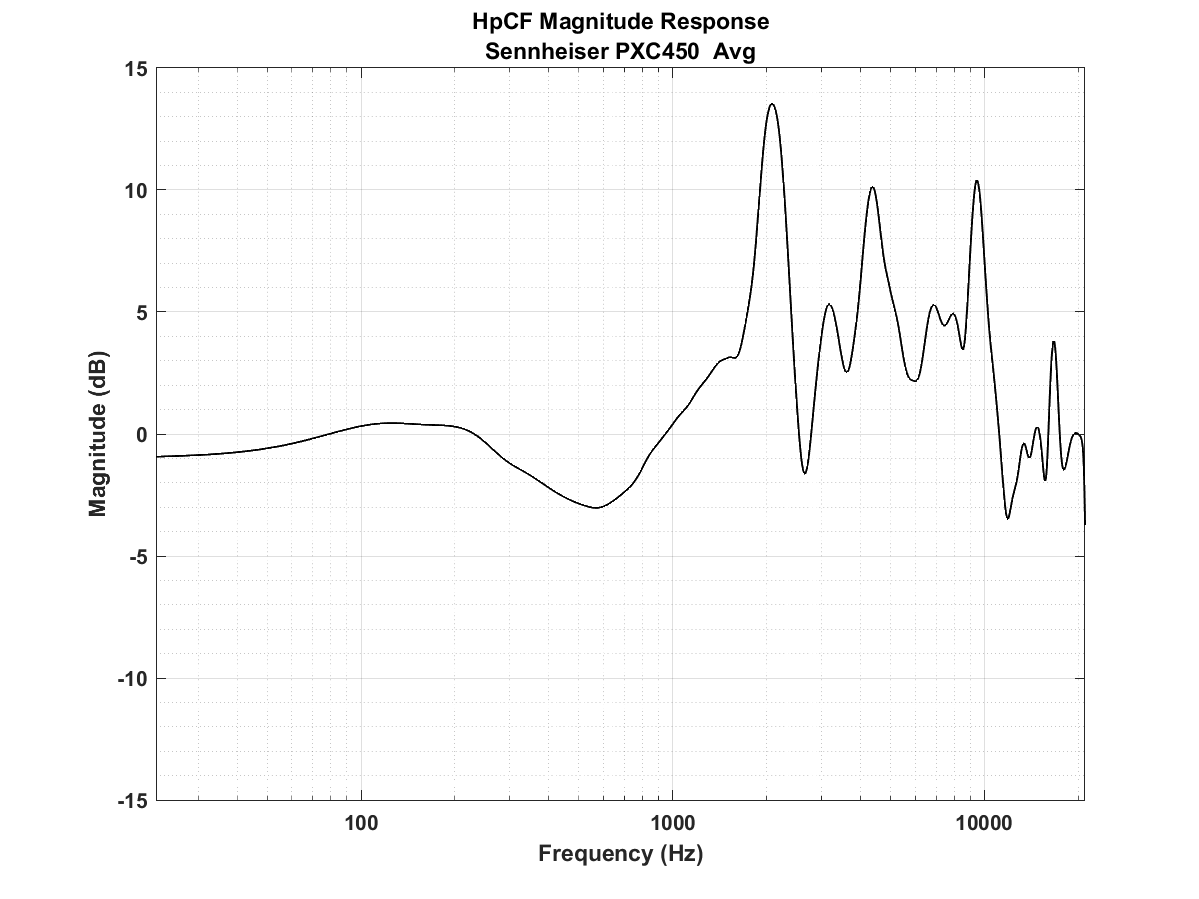 HpCF Magnitude Response
Sennheiser PXC450  Avg
15
10
5
0
-5
-10
-15
Magnitude (dB)
100
1000
10000
Frequency (Hz)